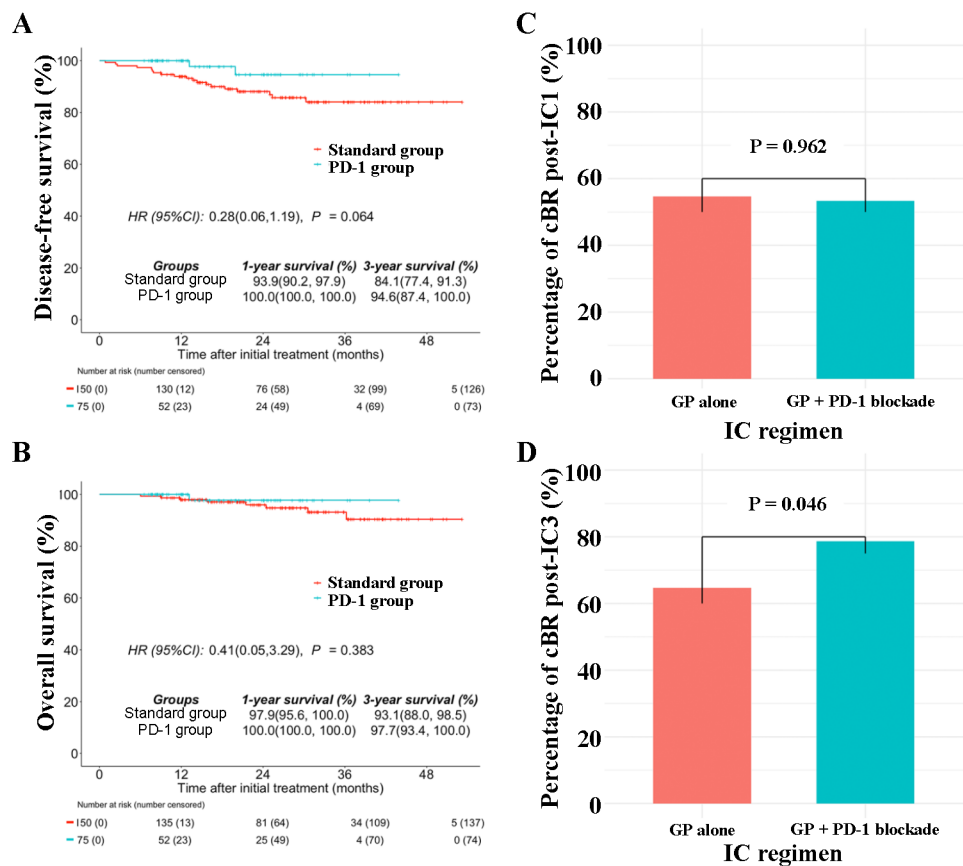 A
Disease-free survival (%)
100
80
60
40
20
0
Standard group
PD-1 group
HR (95%CI): 0.28(0.06,1.19), P = 0.064
Groups 1-year survival (%) 3-year survival (%)
Standard group 93.9(90.2, 97.9) 84.1(77.4, 91.3)
PD-1 group 100.0(100.0, 100.0) 94.6(87.4, 100.0)
0 12 24 36 48
Time after initial treatment (months)
Number at risk (number censored)
150 (0) 130 (12) 76 (58) 32 (99) 5 (126)
75 (0) 52 (23) 24 (49) 4 (69) 0 (73)
B
Overall survival (%)
100
80
60
40
20
0
Standard group
PD-1 group
HR (95%CI): 0.41(0.05,3.29), P = 0.383
Groups 1-year survival (%) 3-year survival (%)
Standard group 97.9(95.6, 100.0) 93.1(88.0, 98.5)
PD-1 group 100.0(100.0, 100.0) 97.7(93.4, 100.0)
0 12 24 36 48
Time after initial treatment (months)
Number at risk (number censored)
150 (0) 135 (13) 81 (64) 34 (109) 5 (137)
75 (0) 52 (23) 25 (49) 4 (70) 0 (74)
C
Percentage of cBR post-IC1 (%)
100
80
60
40
20
0
P = 0.962
GP alone GP + PD-1 blockade
IC regimen
D
Percentage of cBR post-IC3 (%)
100
80
60
40
20
0
P = 0.046
GP alone GP + PD-1 blockade
IC regimen